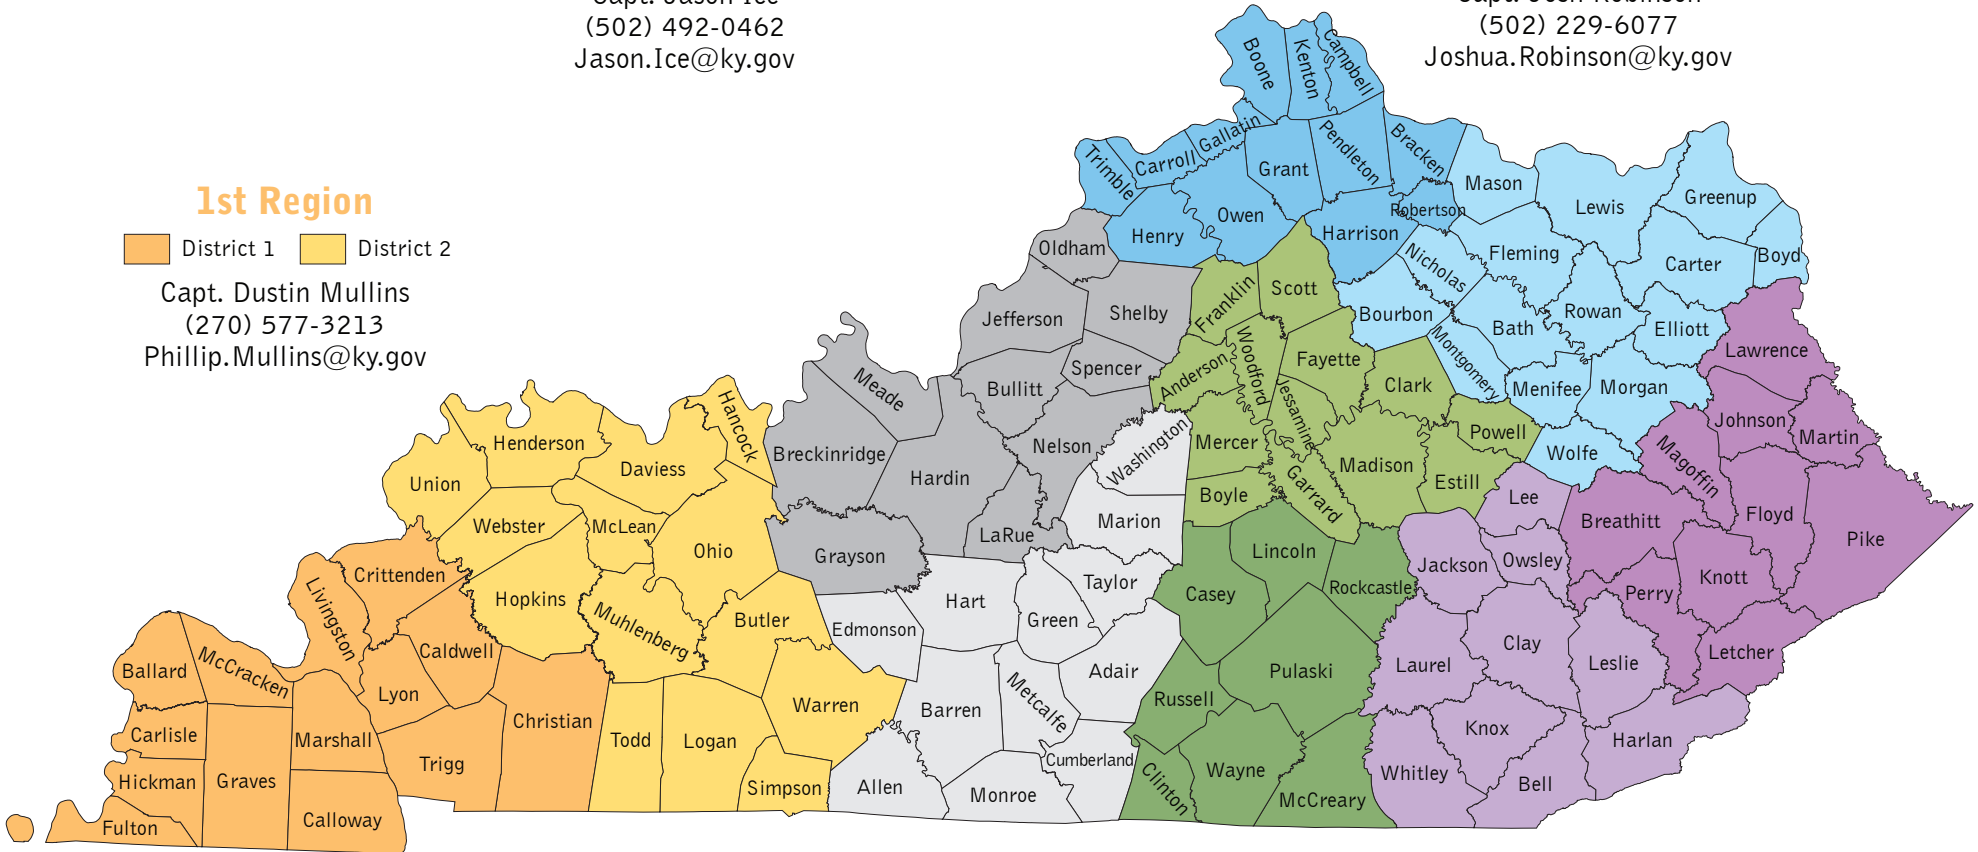 Capt. Jason Ice
(502) 492-0462
Jason.Ice@ky.gov
Capt. Josh Robinson
(502) 229-6077
Joshua.Robinson@ky.gov
1st Region
District 1
District 2
Capt. Dustin Mullins
(270) 577-3213
Phillip.Mullins@ky.gov
Boone
Kenton
Campbell
Trimble
Carroll
Gallatin
Grant
Pendleton
Bracken
Mason
Lewis
Greenup
Henry
Owen
Harrison
Robertson
Oldham
Nicholas
Fleming
Carter
Boyd
Franklin
Scott
Bourbon
Bath
Rowan
Elliott
Jefferson
Shelby
Lawrence
Meade
Bullitt
Spencer
Anderson
Woodford
Fayette
Clark
Montgomery
Menifee
Morgan
Jessamine
Hancock
Johnson
Martin
Henderson
Daviess
Breckinridge
Hardin
Nelson
Washington
Mercer
Madison
Powell
Wolfe
Magoffin
Union
Boyle
Garrard
Estill
Lee
Webster
McLean
Ohio
Grayson
LaRue
Marion
Lincoln
Breathitt
Floyd
Pike
Crittenden
Livingston
Hopkins
Muhlenberg
Butler
Edmonson
Hart
Green
Taylor
Casey
Rockcastle
Jackson
Owsley
Perry
Knott
Ballard
McCracken
Lyon
Caldwell
Adair
Pulaski
Laurel
Clay
Leslie
Letcher
Carlisle
Marshall
Christian
Todd
Logan
Warren
Barren
Metcalfe
Russell
Knox
Harlan
Hickman
Graves
Trigg
Simpson
Allen
Monroe
Cumberland
Clinton
Wayne
McCreary
Whitley
Bell
Fulton
Calloway